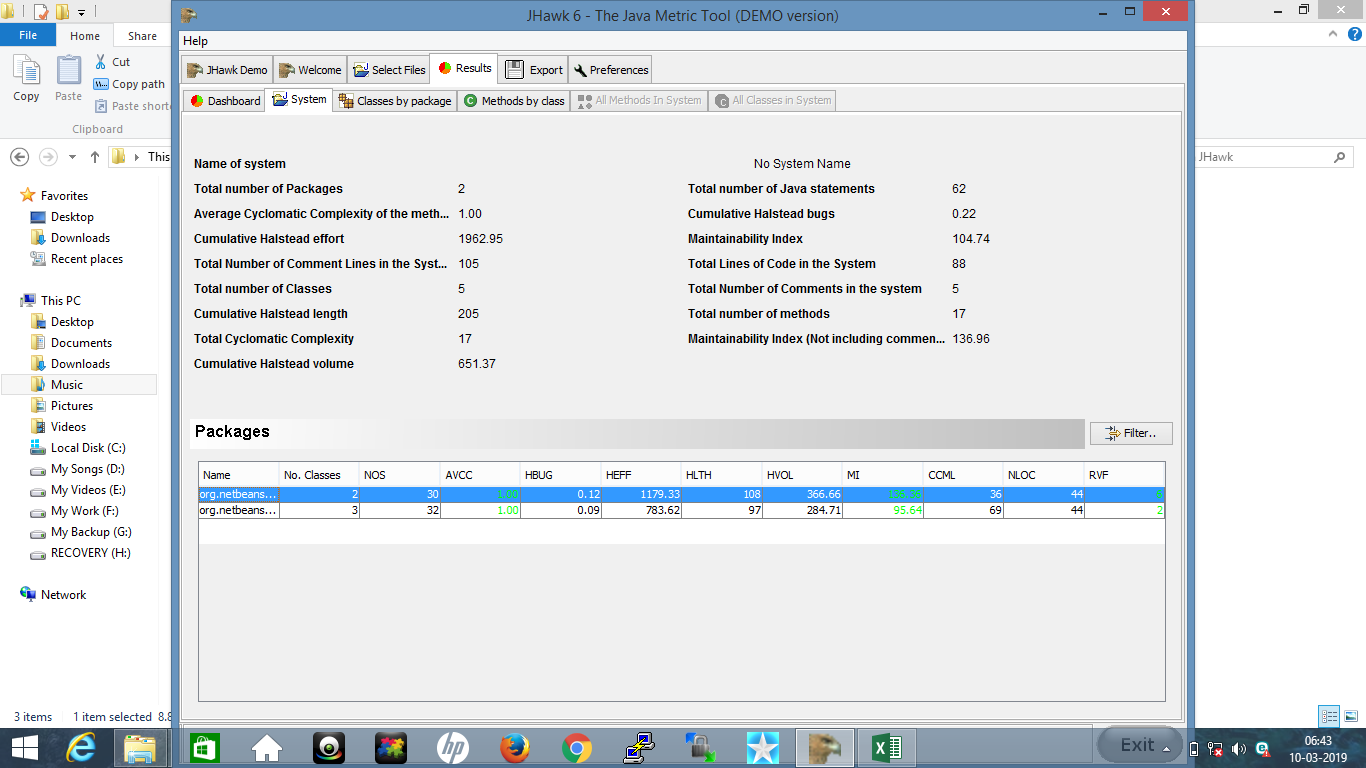 JHawk 6 - The Java Metric Tool (DEMO version)
File Home Share
Help
Copy Paste Cut
Copy path
Paste shortc
Clipboard
JHawk Demo Welcome Select Files Results Export Preferences
Dashboard System Classes by package Methods by class All Methods In System All Classes in System
This
JHawk
Favorites
Desktop
Downloads
Recent places
This PC
Desktop
Documents
Downloads
Music
Pictures
Videos
Local Disk (C:)
My Songs (D:)
My Videos (E:)
My Work (F:)
My Backup (G:)
RECOVERY (H:)
Network
Name of system No System Name
Total number of Packages 2 Total number of Java statements 62
Average Cyclomatic Complexity of the meth... 1.00 Cumulative Halstead bugs 0.22
Cumulative Halstead effort 1962.95 Maintainability Index 104.74
Total Number of Comment Lines in the Syst... 105 Total Lines of Code in the System 88
Total number of Classes 5 Total Number of Comments in the system 5
Cumulative Halstead length 205 Total number of methods 17
Total Cyclomatic Complexity 17 Maintainability Index (Not including commen... 136.96
Cumulative Halstead volume 651.37
Packages Filter..
Name No. Classes NOS AVCC HBUG HEFF HLTH HVOL MI CCML NLOC RVF
org.netbeans... 2 30 1.00 0.12 1179.33 108 366.66 36 44
org.netbeans... 3 32 1.00 0.09 783.62 97 284.71 95.64 69 44 2
3 items 1 item selected 8.8
hp
Exit
06:43
10-03-2019